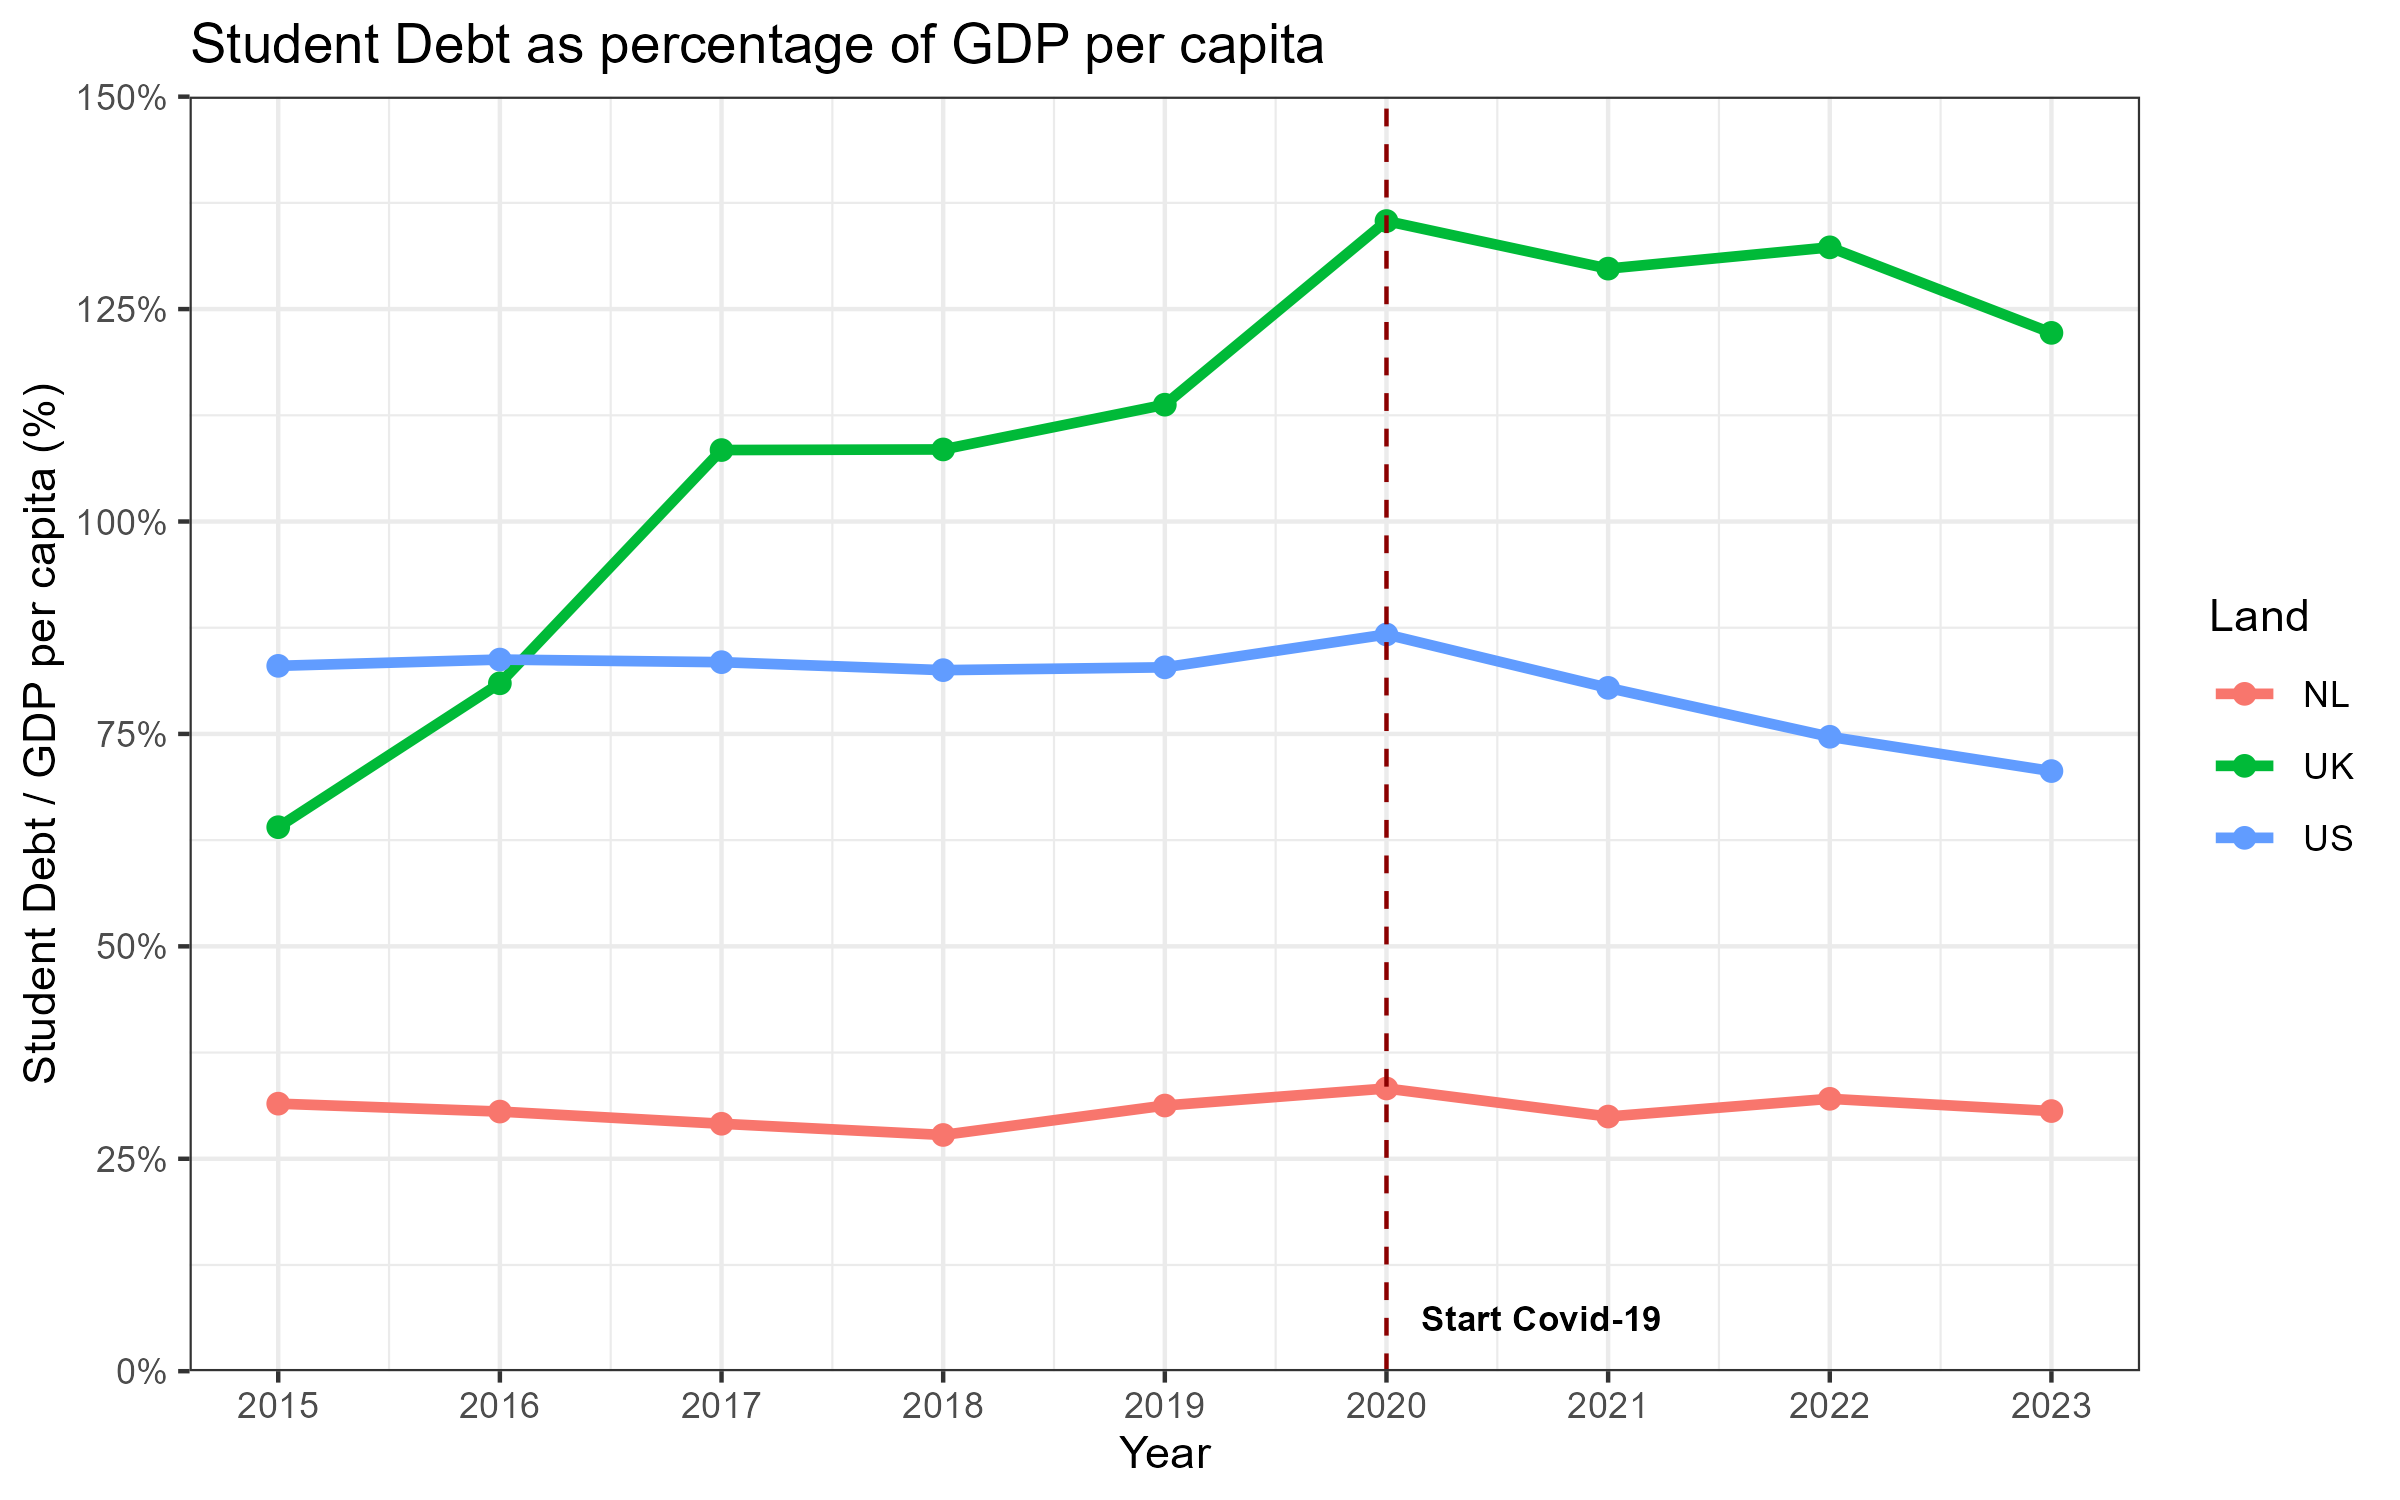 Student Debt as percentage of GDP per capita
Student Debt / GDP per capita (%)
150%
125%
100%
75%
50%
25%
0%
Start Covid-19
2015 2016 2017 2018 2019 2020 2021 2022 2023
Year
Land
NL
UK
US